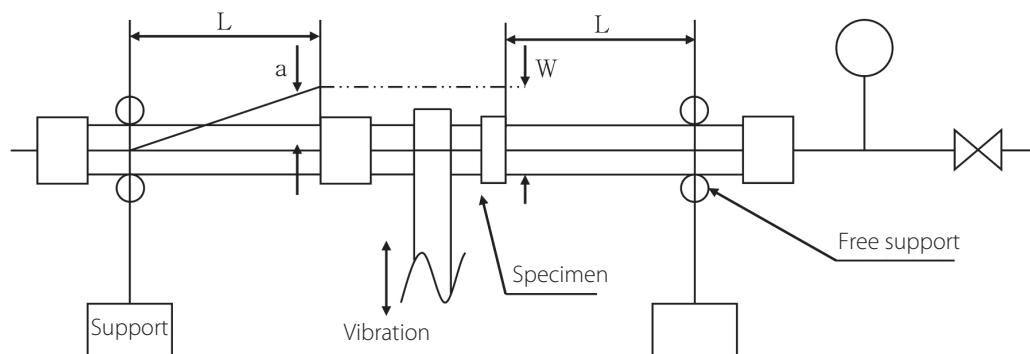 L
L
a
W
Free support
Specimen
Support
Vibration